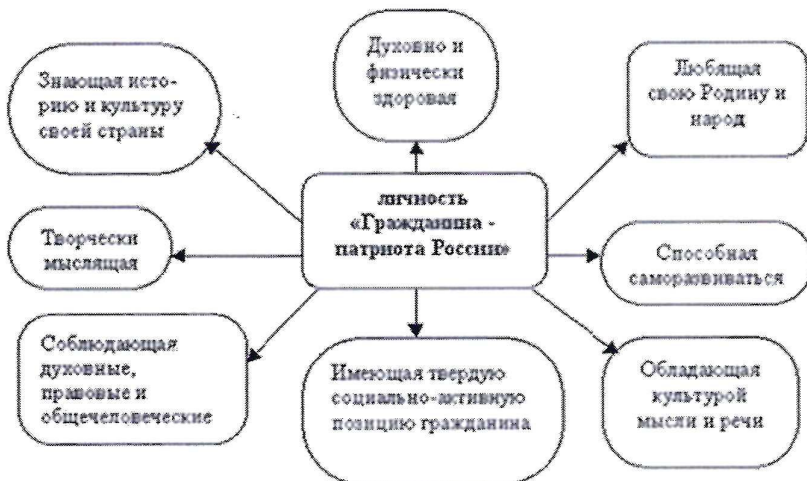 Духовно и
физически
здоровая
Знающая исто-
рию и культуру
своей страны
Любящая
свою Родину и
народ
личность
«Гражданина -
патриота России»
Творчески
мыслящая
Способная
саморазвиваться
Соблюдающая
духовные,
правовые и
общечеловеческие
Имеющая твердую
социально-активную
позицию гражданина
Обладающая
культурой
мысли и речи